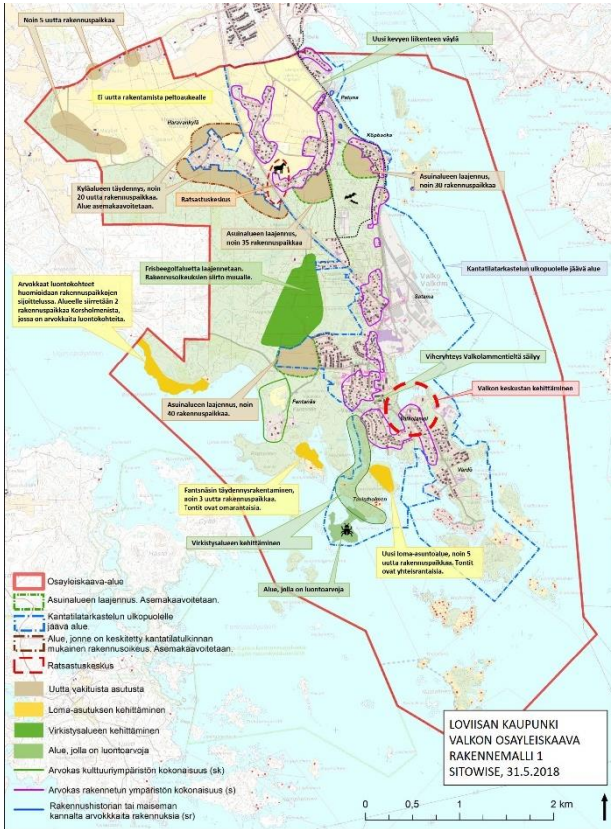 Noin 5 uutta rakennuspaikkaa
Uusi kevyen liikenteen väylä
Ei uutta rakentamista peltoaukealle
Haravankylä
Kyläalueen täydennys, noin
20 uutta rakennuspaikkaa.
Alue asemakaavoitetaan.
Ratsastuskeskus
Asuinalueen laajennus,
noin 30 rakennuspaikkaa
Asuinalueen laajennus,
noin 35 rakennuspaikkaa
Frisbeegolfaluetta laajennetaan.
Rakennusoikeuksien siirto muualle.
Valko
Valkom
Kantatilatarkastelun ulkopuolelle jäävä alue
Arvokkaat luontokohteet
huomioidaan rakennuspaikkojen
sijoittelussa. Alueelle siirretään 2
rakennuspaikkaa Korsholmenista,
jossa on arvokkaita luontokohteita.
Viheryhteys Valkolammentieltä säilyy
Valkon keskustan kehittäminen
Asuinalueen laajennus, noin
40 rakennuspaikkaa.
Fantsnäs
Vårdö
Fantsnäsin täydennysrakentaminen,
noin 3 uutta rakennuspaikkaa.
Tontit ovat omarantaisia.
Virkistysalueen kehittäminen
Uusi loma-asuntoalue, noin 5
uutta rakennuspaikkaa. Tontit
ovat yhteisrantaisia.
Alue, jolla on luontoarvoja
Osayleiskaava-alue
Asuinalueen laajennus. Asemakaavoitetaan.
Kantatilatarkastelun ulkopuolelle
jäävä alue.
Alue, jonne on keskitetty kantatilatulkinnan
mukainen rakennusoikeus. Asemakaavoitetaan.
Ratsastuskeskus
Uutta vakituista asutusta
Loma-asutuksen kehittäminen
Virkistysalueen kehittäminen
Alue, jolla on luontoarvoja
Arvokas kulttuuriympäristön kokonaisuus (sk)
Arvokas rakennetun ympäristön kokonaisuus (s)
Rakennushistorian tai maiseman
kannalta arvokkkaita rakennuksia (sr)
LOVIISAN KAUPUNKI
VALKON OSAYLEISKAAVA
RAKENNEMALLI 1
SITOWISE, 31.5.2018
0 0,5 1 2 km